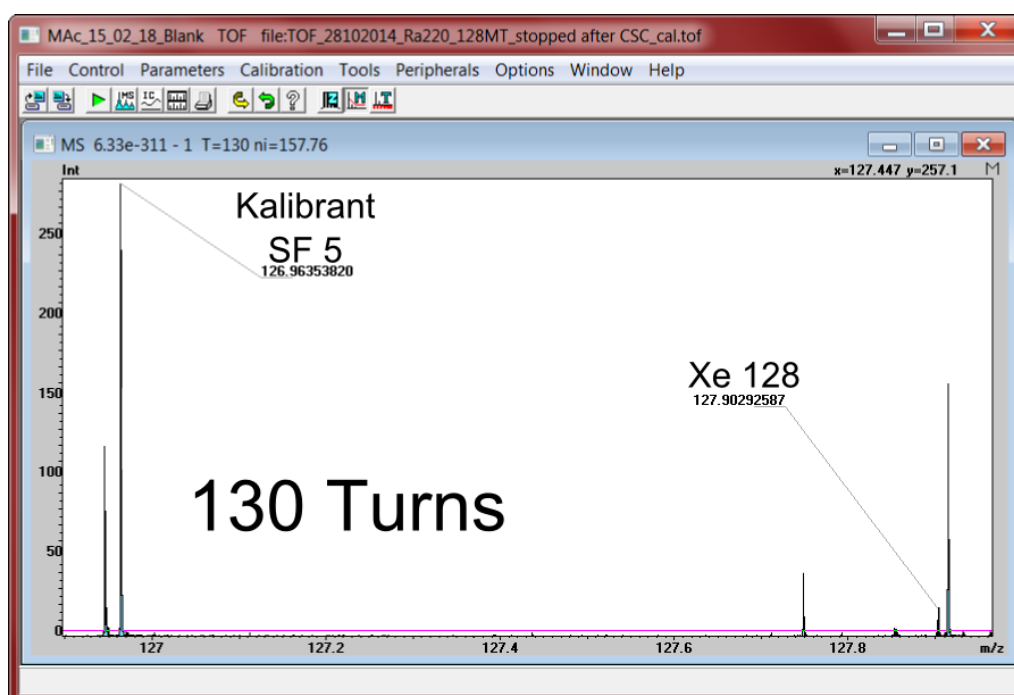 MAc_15_02_18_Blank TOF file:TOF_28102014_Ra220_128MT_stopped after CSC_cal.tof
File Control Parameters Calibration Tools Peripherals Options Window Help
MS 6.33e-311 - 1 T=130 ni=157.76
Int
x=127.447 y=257.1 M
Kalibrant
SF 5
126.96353820
250
200
Xe 128
127.90292587
150
100
130 Turns
50
0
127 127.2 127.4 127.6 127.8 m/z